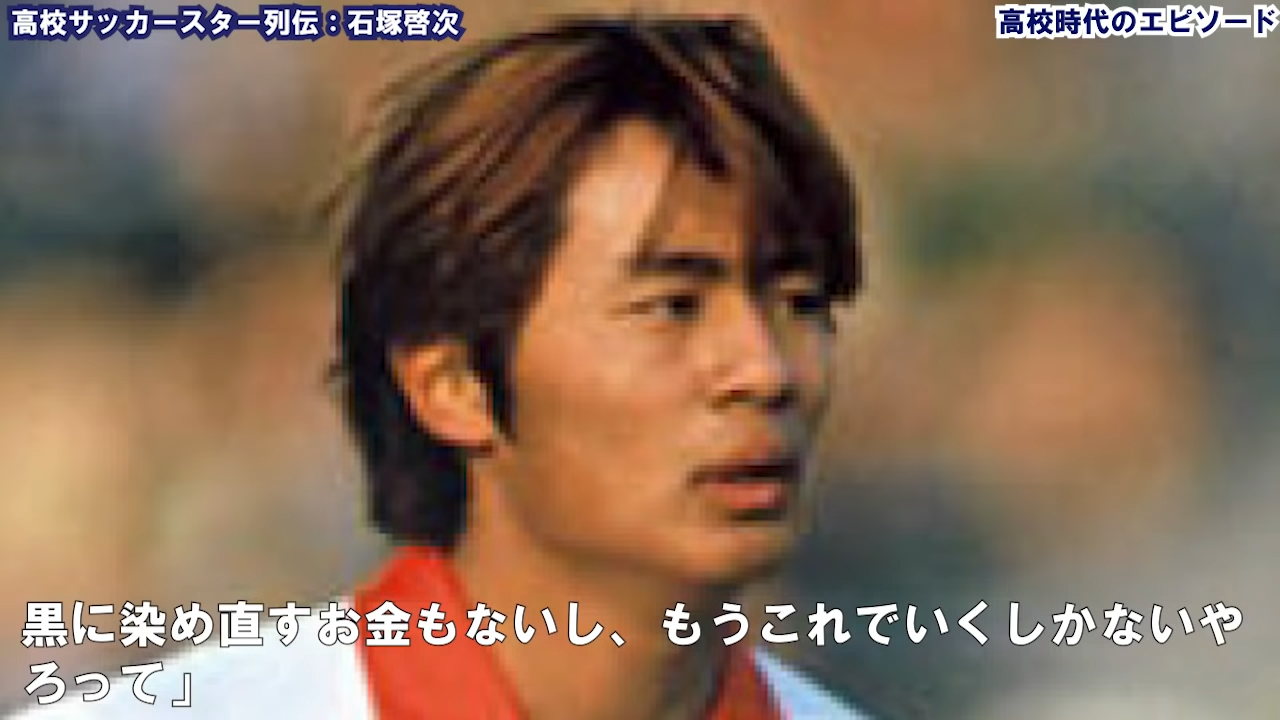 高校サッカースター列伝：石塚啓次
高校時代のエピソード
黒に染め直すお金もないし、もうこれでいくしかないや
ろって」